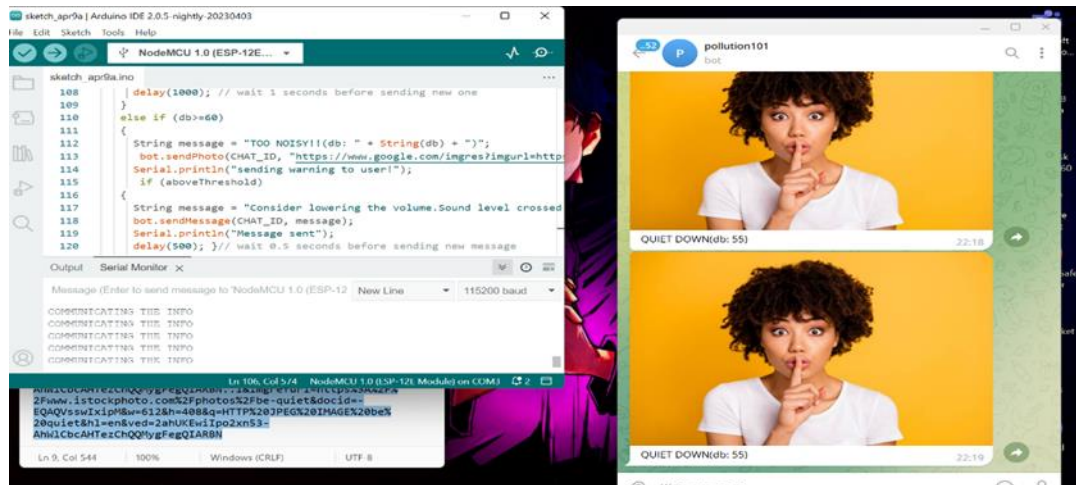 sketch_apr9a | Arduino IDE 2.0.5-nightly-20230403
File Edit Sketch Tools Help
NodeMCU 1.0 (ESP-12E...
sketch_apr9a.ino
...
108 delay(1000); // wait 1 seconds before sending new one
109 }
110 else if (db>=60)
111 {
112 String message = "TOO NOISY!!(db: " + String(db) + ")";
113 bot.sendPhoto(CHAT_ID, "https://www.google.com/imgres?imgurl=http
114 Serial.println("sending warning to user!");
115 if (aboveThreshold)
116 {
117 String message = "Consider lowering the volume.Sound level crossed
118 bot.sendMessage(CHAT_ID, message);
119 Serial.println("Message sent");
120 delay(500); }// wait 0.5 seconds before sending new message
Output Serial Monitor ×
Message (Enter to send message to 'NodeMCU 1.0 (ESP-12 New Line 115200 baud
COMMUNICATING THE INFO
COMMUNICATING THE INFO
COMMUNICATING THE INFO
COMMUNICATING THE INFO
Ln 106, Col 574 NodeMCU 1.0 (ESP-12E Module) on COM3 2
2Fwww.istockphoto.com%2Fphotos%2Fbe-quiet&docid=-
EQAQVsswIxipM&w=612&h=408&q=HTTP%20JPEG%20IMAGE%20be%
20quiet&hl=en&ved=2ahUKEwiIpo2xn53-
AhWlCbcAHTezChQQMygFegQIARBN
Ln 9, Col 544 100% Windows (CRLF) UTF-8
52
P
pollution101
bot
QUIET DOWN(db: 55)
22:18
QUIET DOWN(db: 55)
22:19